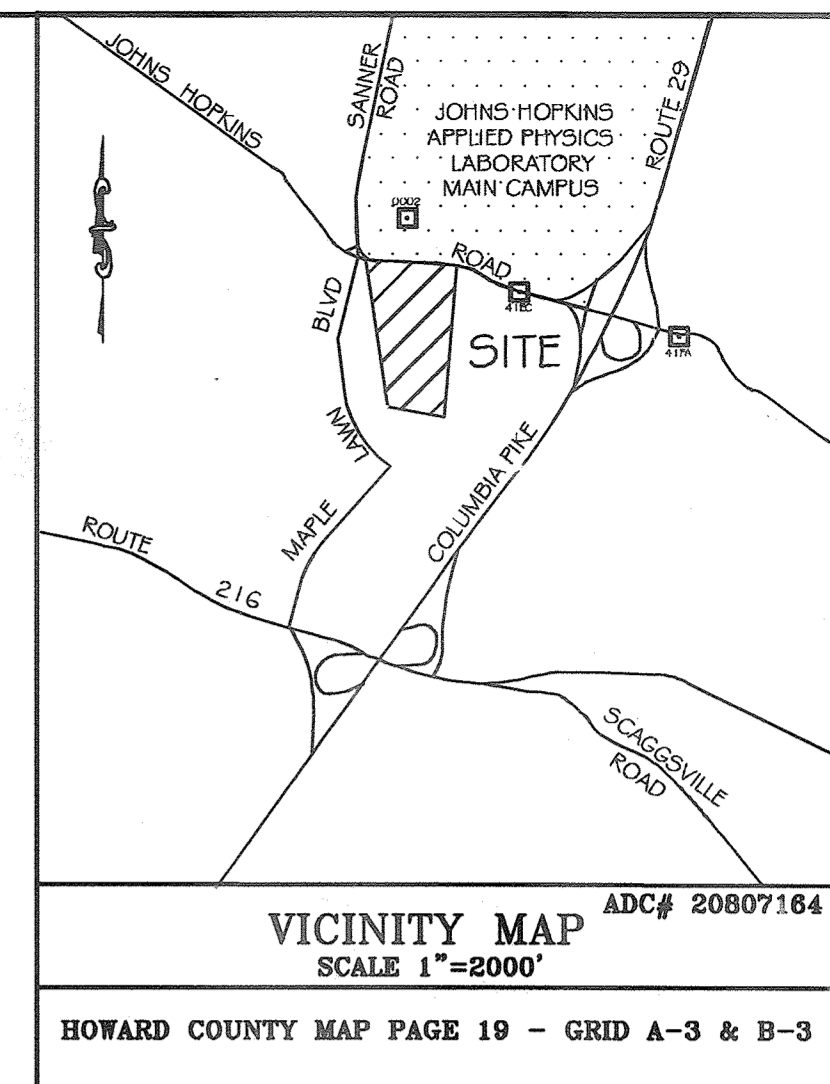 JOHNS HOPKINS
SANNER
ROAD
ROUTE 29
JOHNS HOPKINS
APPLIED PHYSICS
LABORATORY
MAIN CAMPUS
ROAD
41EC
41FA
BLVD
SITE
LAWN
MAPLE
COLUMBIA PIKE
ROUTE
216
SCAGGSVILLE
ROAD
ADC# 20807164
VICINITY MAP
SCALE 1"=2000'
HOWARD COUNTY MAP PAGE 19 - GRID A-3 & B-3